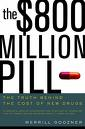 THE
$800
MILLION
PILL
THE TRUTH BEHIND
THE COST OF NEW DRUGS
MERRILL GOOZNER